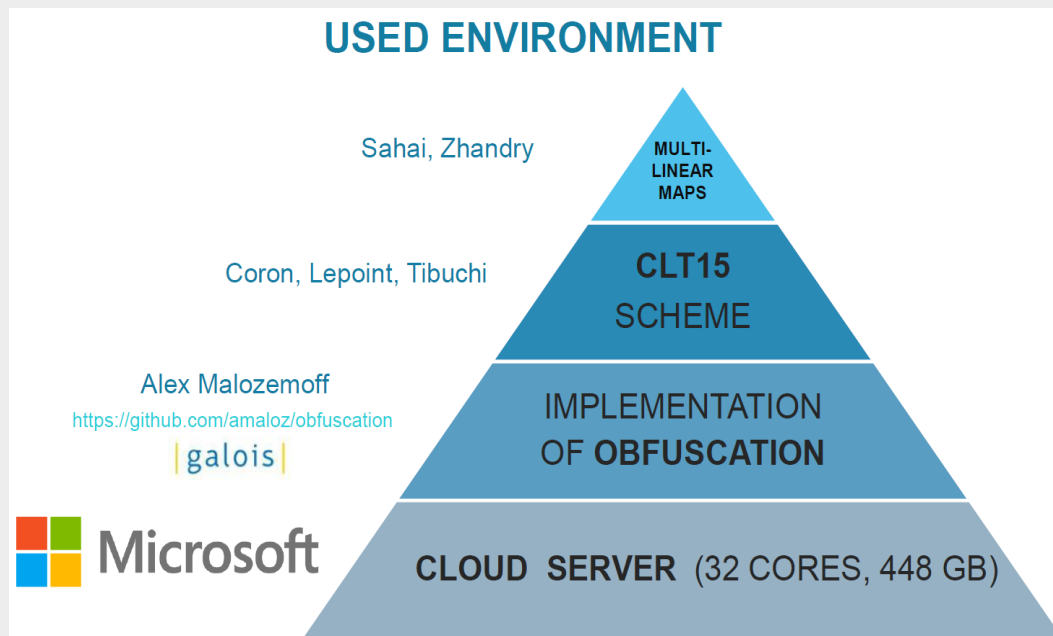 USED ENVIRONMENT
Sahai, Zhandry
MULTI-
LINEAR
MAPS
Coron, Lepoint, Tibuchi
CLT15
SCHEME
Alex Malozemoff
https://github.com/amaloz/obfuscation
|galois|
IMPLEMENTATION
OF OBFUSCATION
Microsoft
CLOUD SERVER (32 CORES, 448 GB)